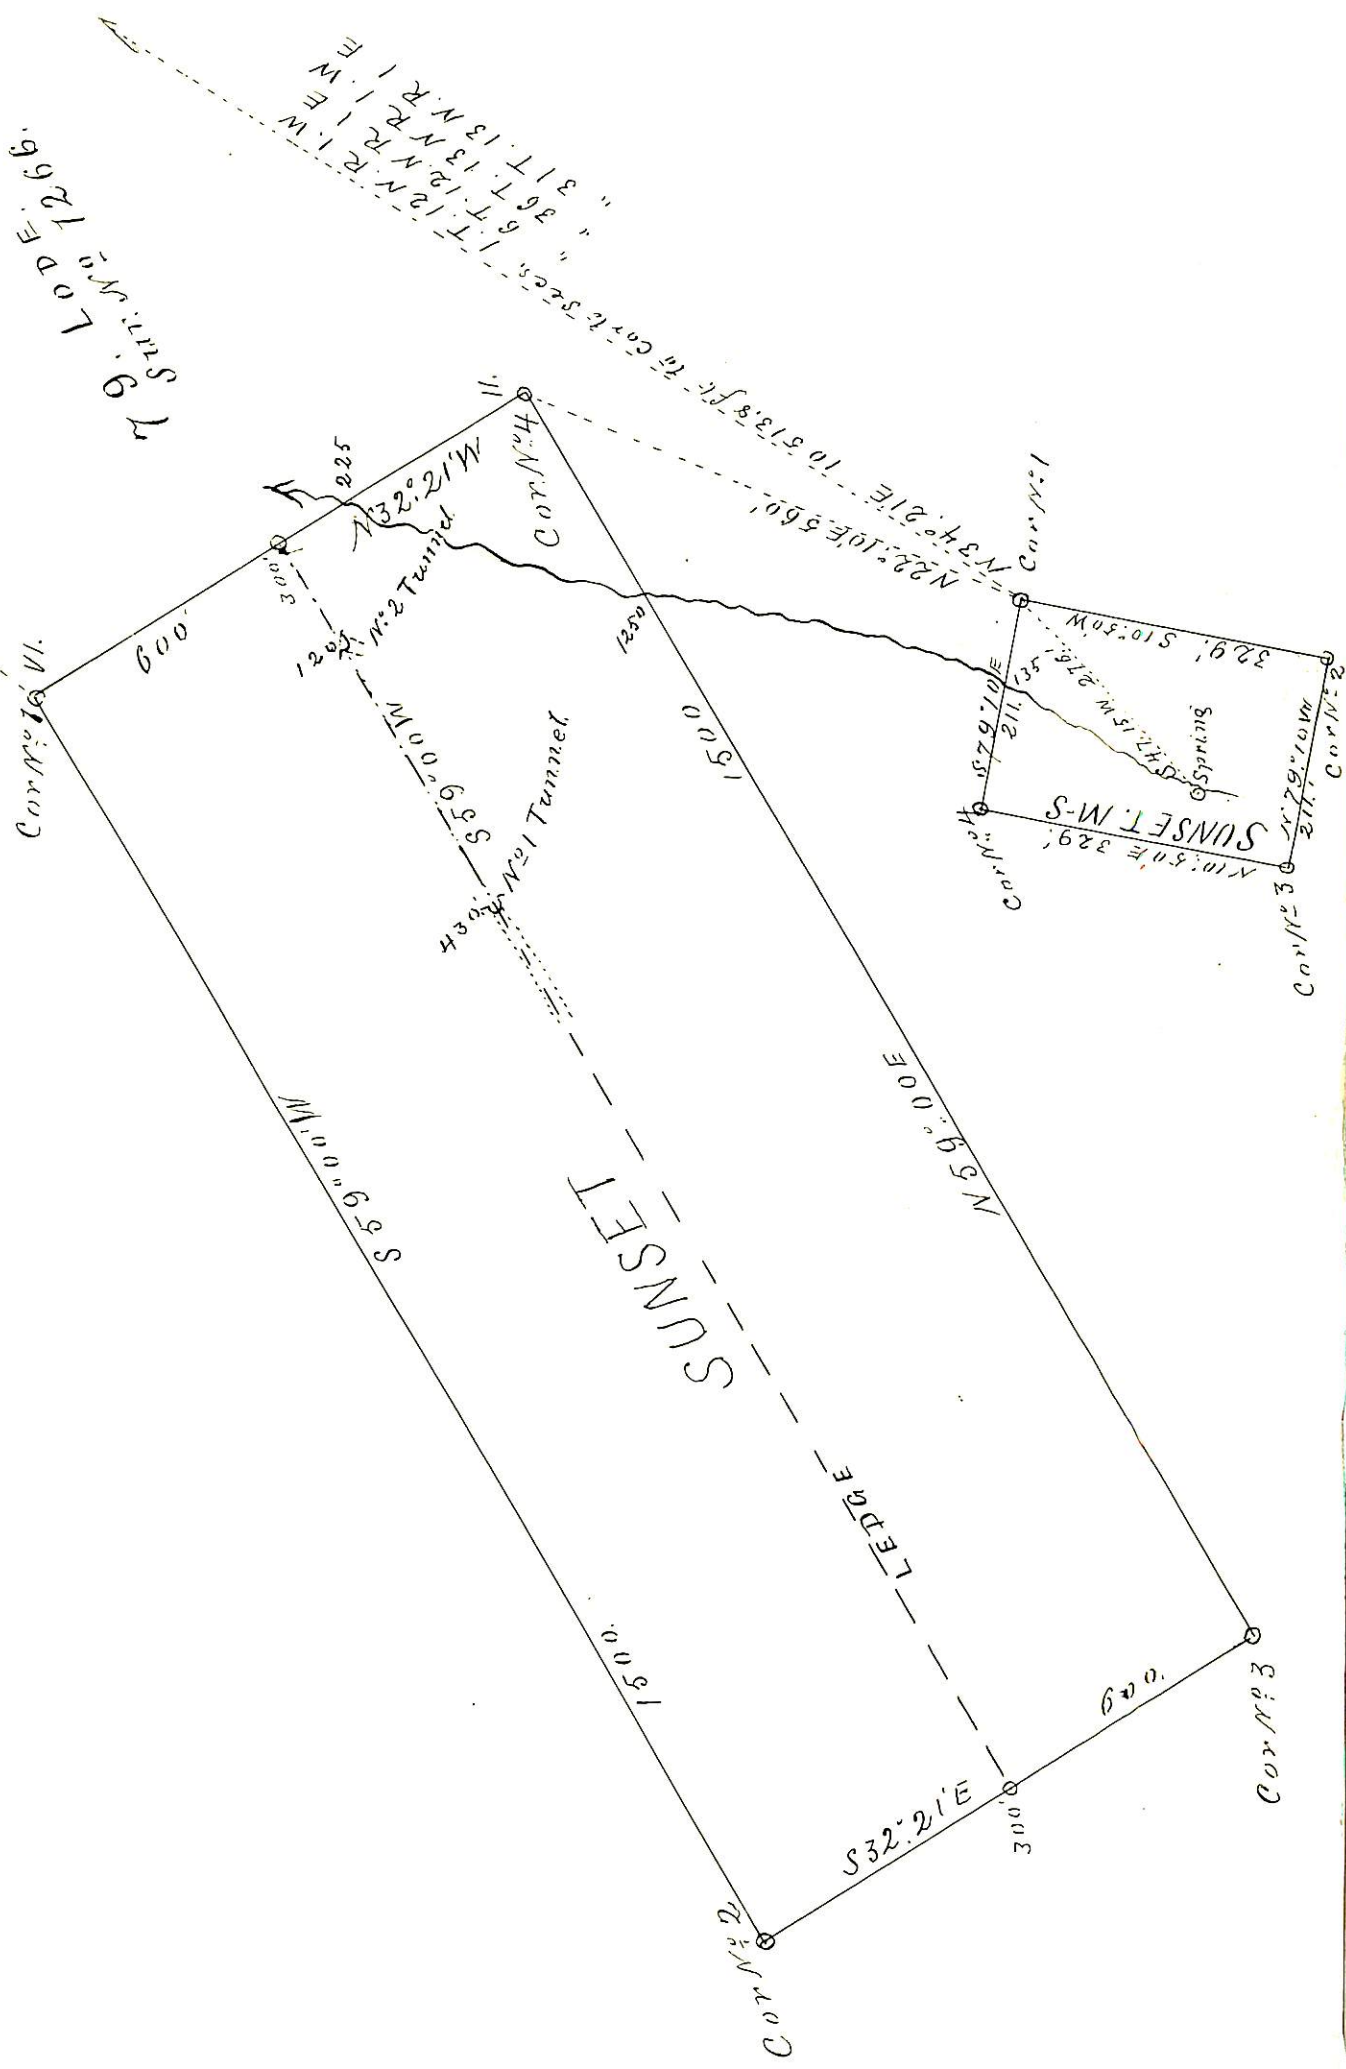 79. LODE.
Sur. No 1266.
Cor. No 1. VI.
600'
300'
225
N 32° 21' W
II.
Cor. No 4
120
No 2 Tunnel
S 59° 00' W
430
No 1 Tunnel
S 59° 00' W
1500.
SUNSET
LEDGE
1250
1500
N 59° 00 E
Cor No 2
S 32° 21' E
300'
600'
Cor No 3
" secs. 1 T. 12 N. R 1. W
" 6 T. 12. N R 1 E
" 36 T. 13 N R 1. W
" 31 T. 13 N. R 1 E
N 34° 21' E 10513.8 ft to Cor to
N 22° 10' E 560'
Cor No 1
S 79° 10' E
211.
135
Cor No 4
S 47° 15' W. 276.
Spring
S 10° 50' W
329.'
SUNSET. M-S
N 10° 50' E 329.'
N 79° 10' W
211.'
Cor No 2
Cor No 3